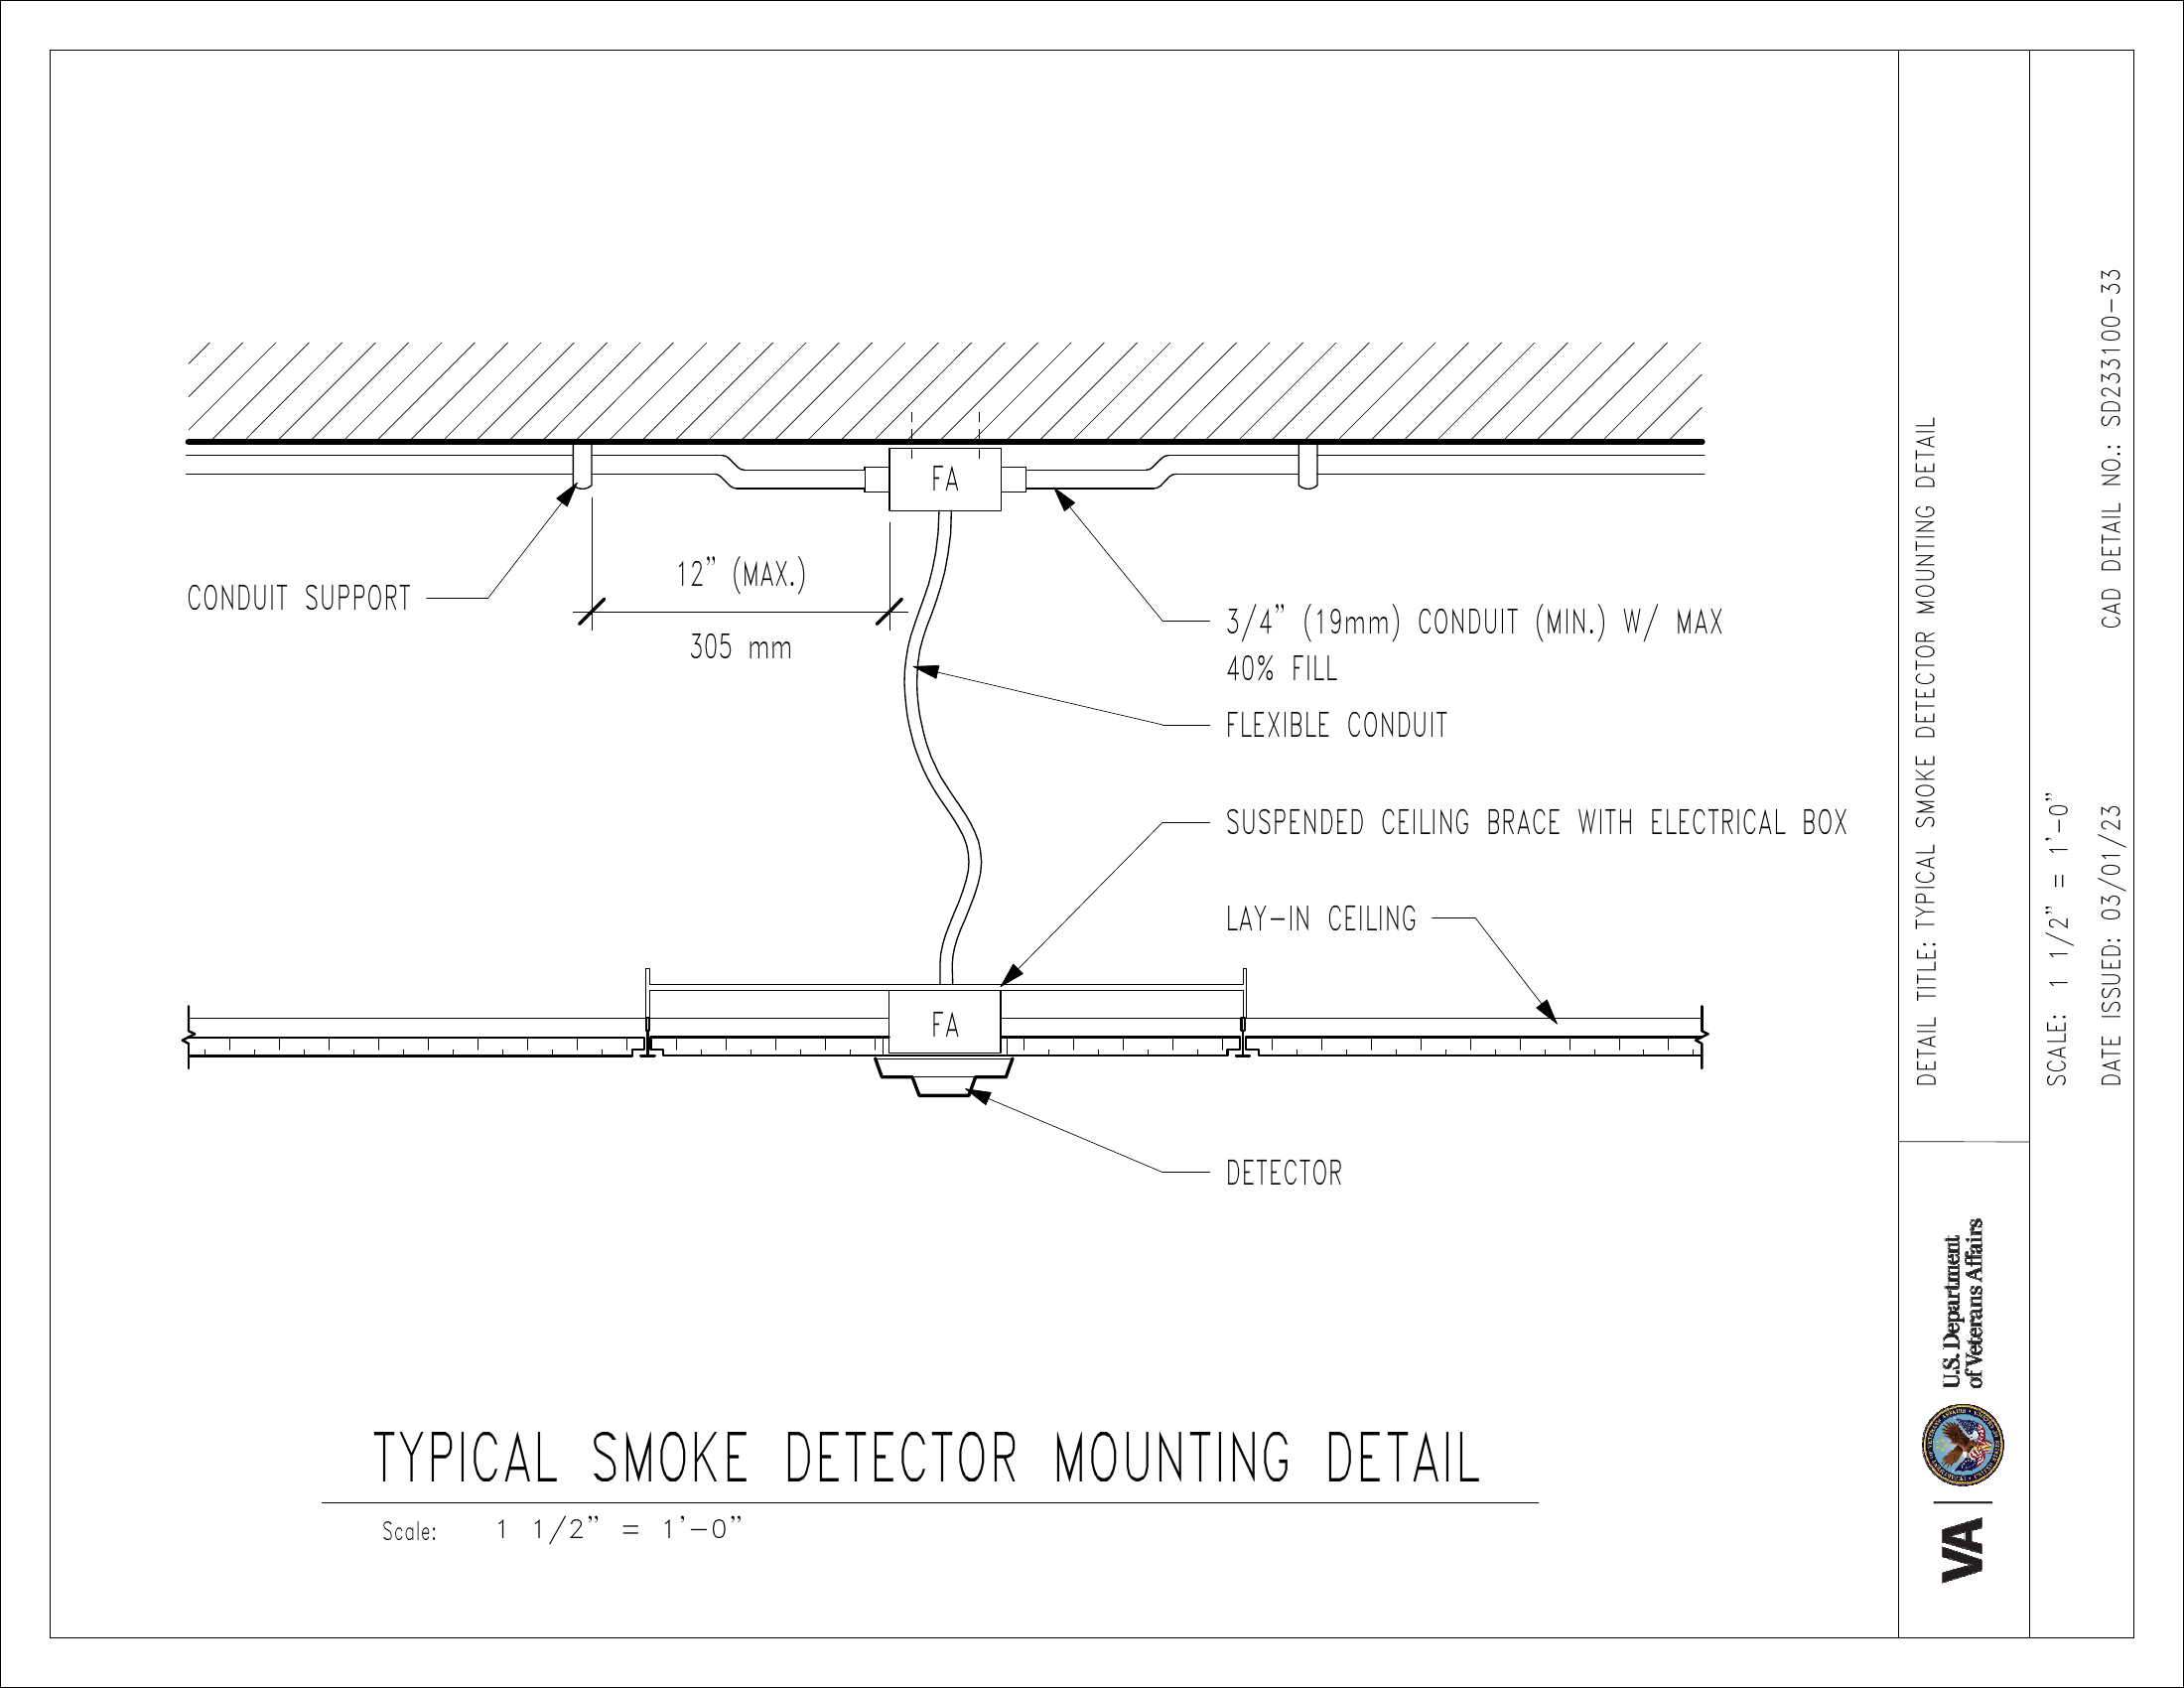 FA
12” (MAX.)
CONDUIT SUPPORT
305 mm
3/4” (19mm) CONDUIT (MIN.) W/ MAX
40% FILL
FLEXIBLE CONDUIT
SUSPENDED CEILING BRACE WITH ELECTRICAL BOX
LAY-IN CEILING
FA
DETECTOR
TYPICAL SMOKE DETECTOR MOUNTING DETAIL
Scale: 1 1/2” = 1'-0”
DETAIL TITLE: TYPICAL SMOKE DETECTOR MOUNTING DETAIL
SCALE: 1 1/2” = 1'-0”
DATE ISSUED: 03/01/23
CAD DETAIL NO.: SD233100-33
VA
U.S. Department
of Veterans Affairs